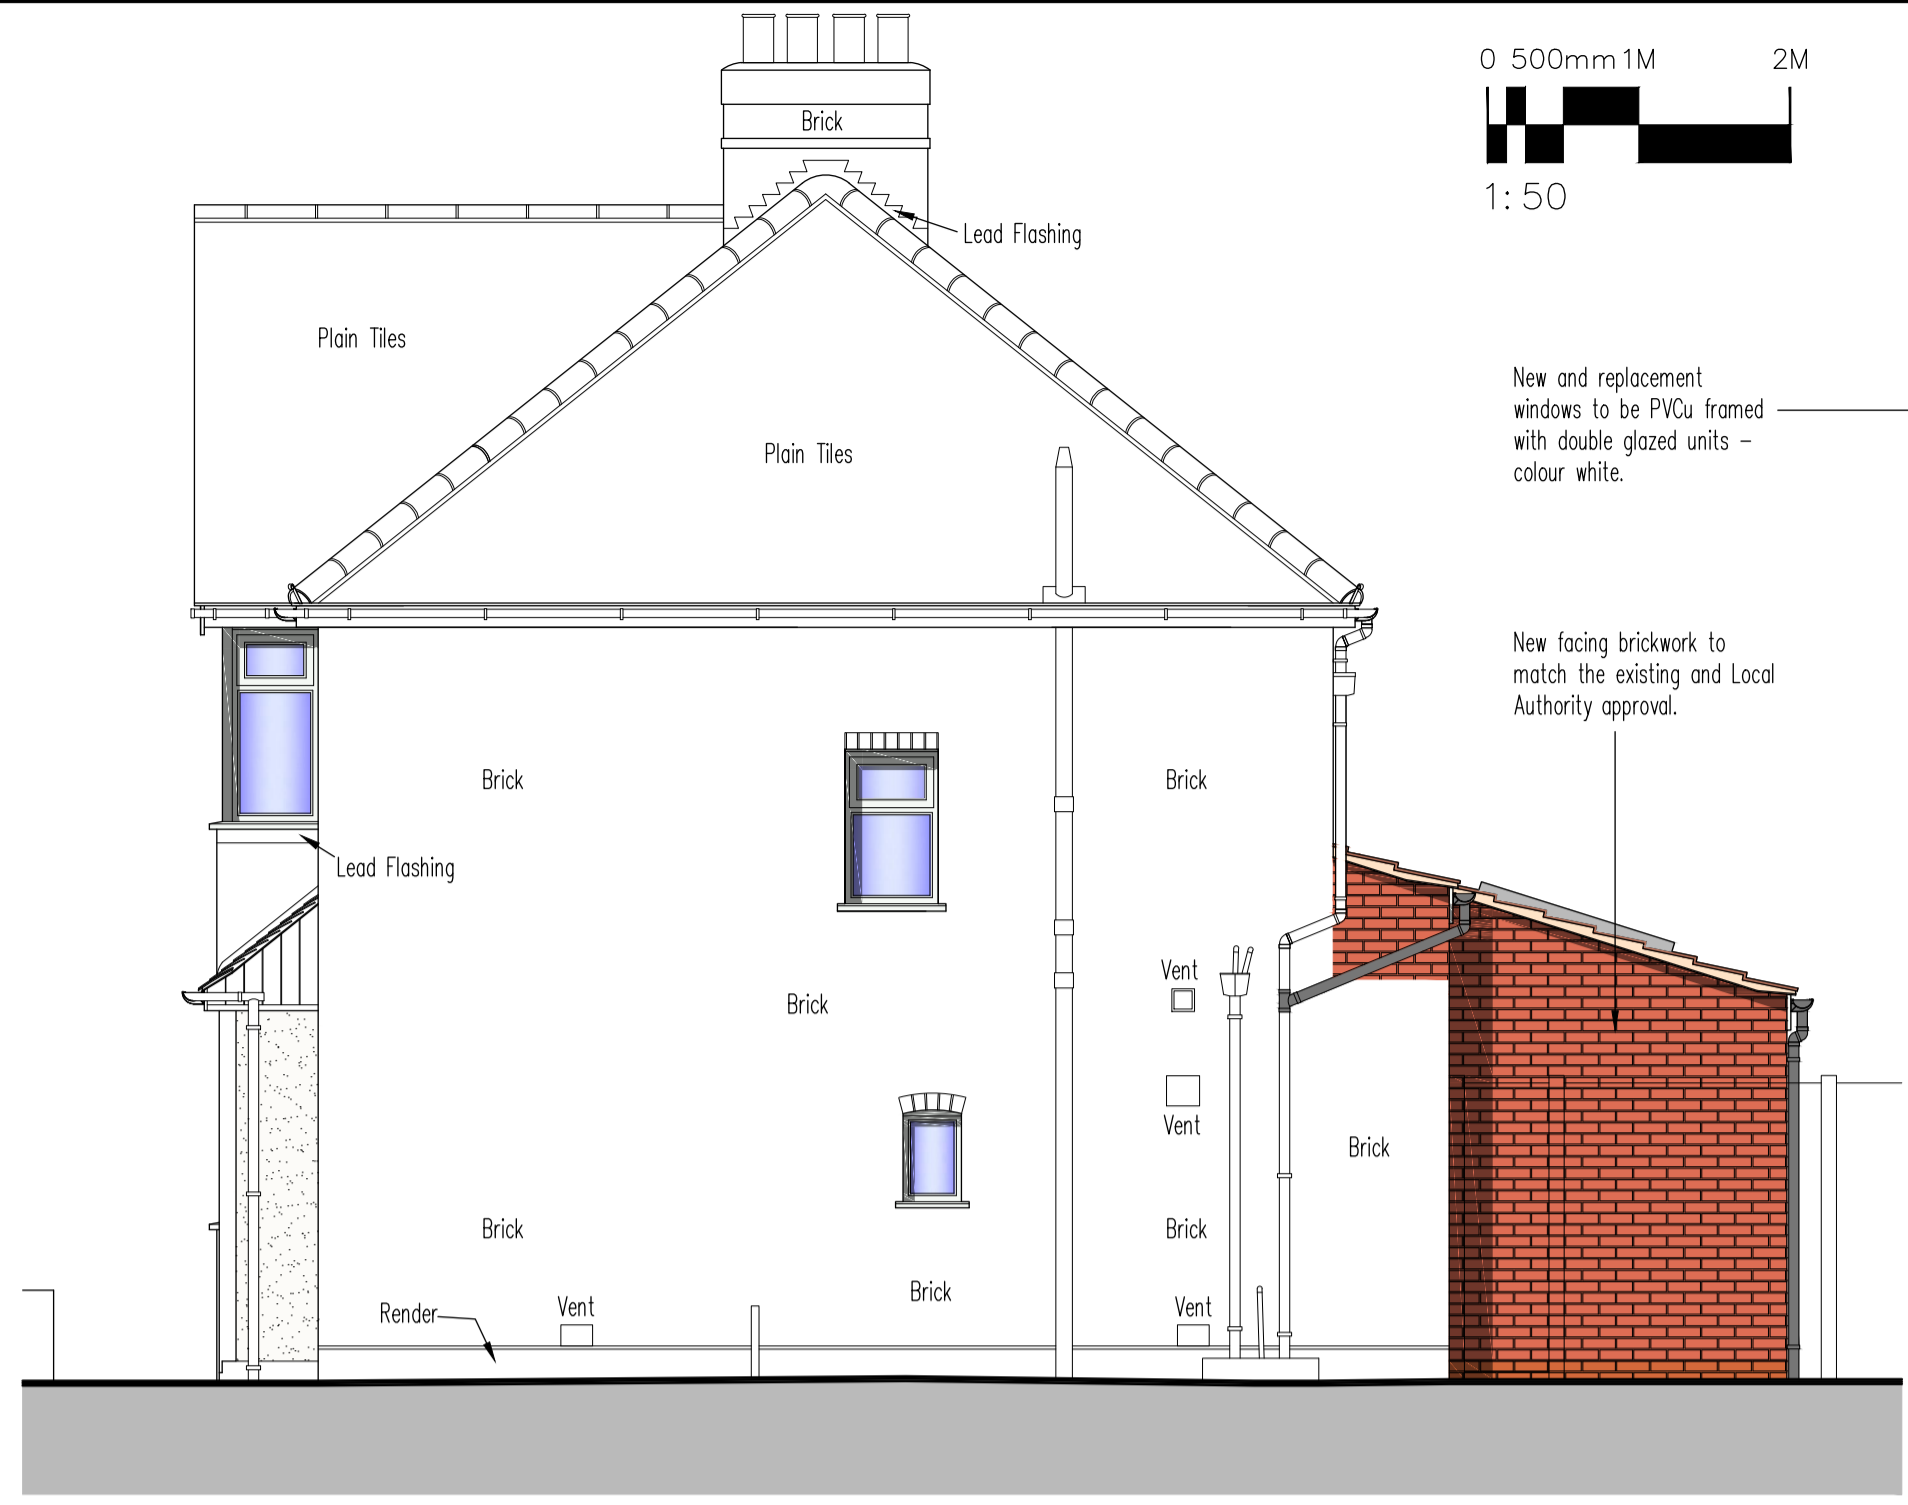 0 500mm 1M 2M
1:50
Brick
Lead Flashing
Plain Tiles
Plain Tiles
New and replacement
windows to be PVCu framed
with double glazed units –
colour white.
New facing brickwork to
match the existing and Local
Authority approval.
Brick
Brick
Lead Flashing
Vent
Brick
Vent
Brick
Brick
Brick
Brick
Render
Vent
Vent